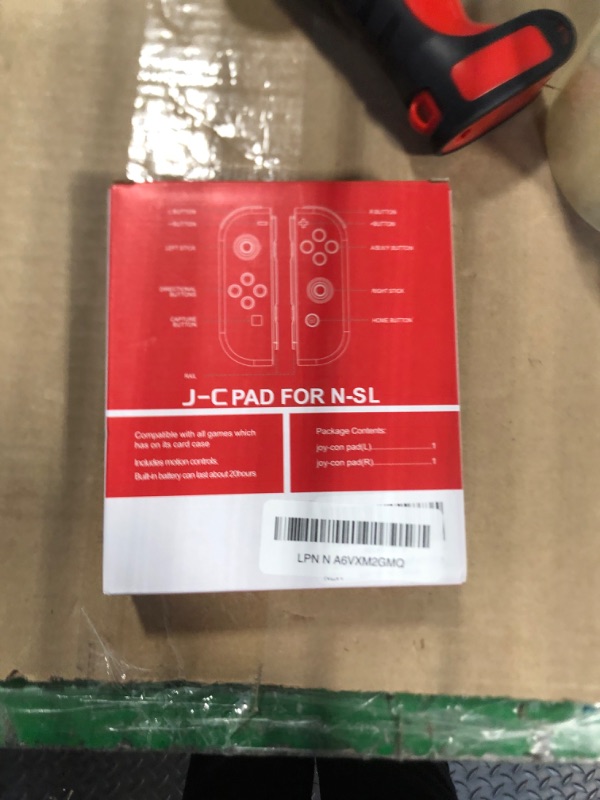 L BUTTON
R BUTTON
-BUTTON
+BUTTON
LEFT STICK
A/B/X/Y BUTTON
DIRECTIONAL
BUTTONS
RIGHT STICK
CAPTURE
BUTTON
HOME BUTTON
RAIL
J-C PAD FOR N-SL
Compatible with all games which
has on its card case
Includes motion controls.
Built-in battery can last about 20hours
Package Contents:
joy-con pad(L)..................1
joy-con pad(R)..................1
LPN N A6VXM2GMQ